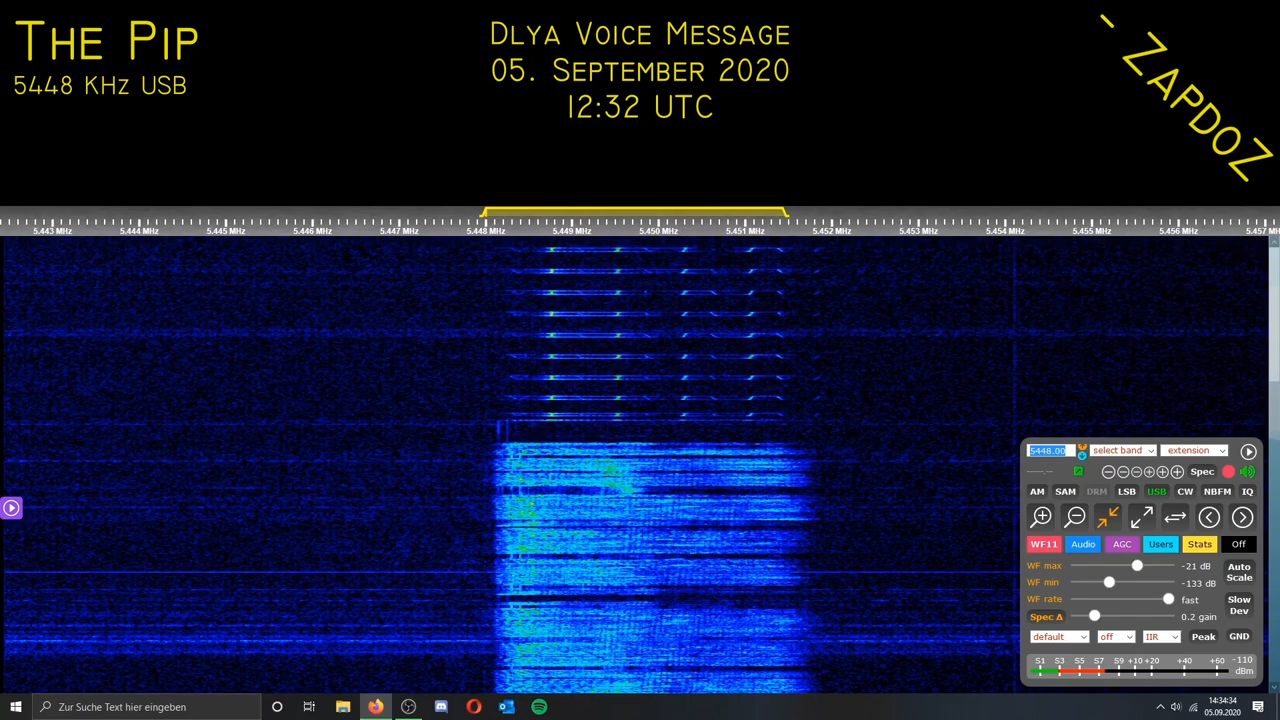 The Pip
5448 KHz USB
Dlya Voice Message
05. September 2020
12:32 UTC
- ZAPDOZ
5.443 MHz 5.444 MHz 5.445 MHz 5.446 MHz 5.447 MHz 5.448 MHz 5.449 MHz 5.450 MHz 5.451 MHz 5.452 MHz 5.453 MHz 5.454 MHz 5.455 MHz 5.456 MHz 5.457 MH
5448.00 select band extension
Spec
AM SAM DRM LSB USB CW NBFM IQ
WF11 Audio AGC Users Stats Off
WF max -21 dB Auto Scale
WF min -133 dB
WF rate fast Slow Dev
Spec Δ 0.2 gain
default off IIR Peak GND
S1 S3 S5 S7 S9 +10 +20 +40 +60 -110 dBm
Zur Suche Text hier eingeben
14:34:34
05.09.2020